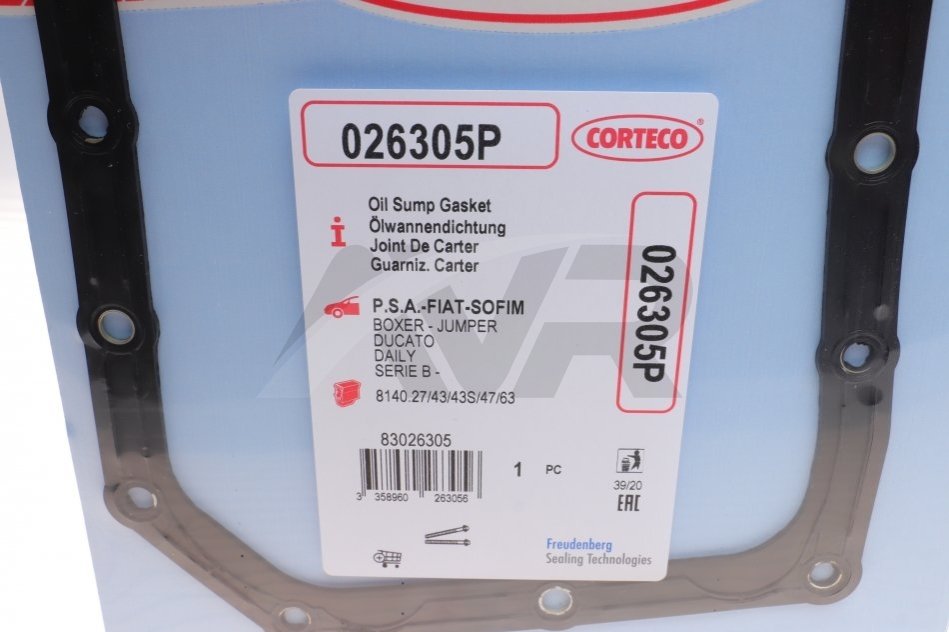 026305P
CORTECO®
Oil Sump Gasket
Ölwannendichtung
Joint De Carter
Guarniz. Carter
026305P
P.S.A.-FIAT-SOFIM
BOXER - JUMPER
DUCATO
DAILY
SERIE B -
8140.27/43/43S/47/63
83026305
3 358960 263056
1 PC
39/20
EAC
Freudenberg
Sealing Technologies
NR